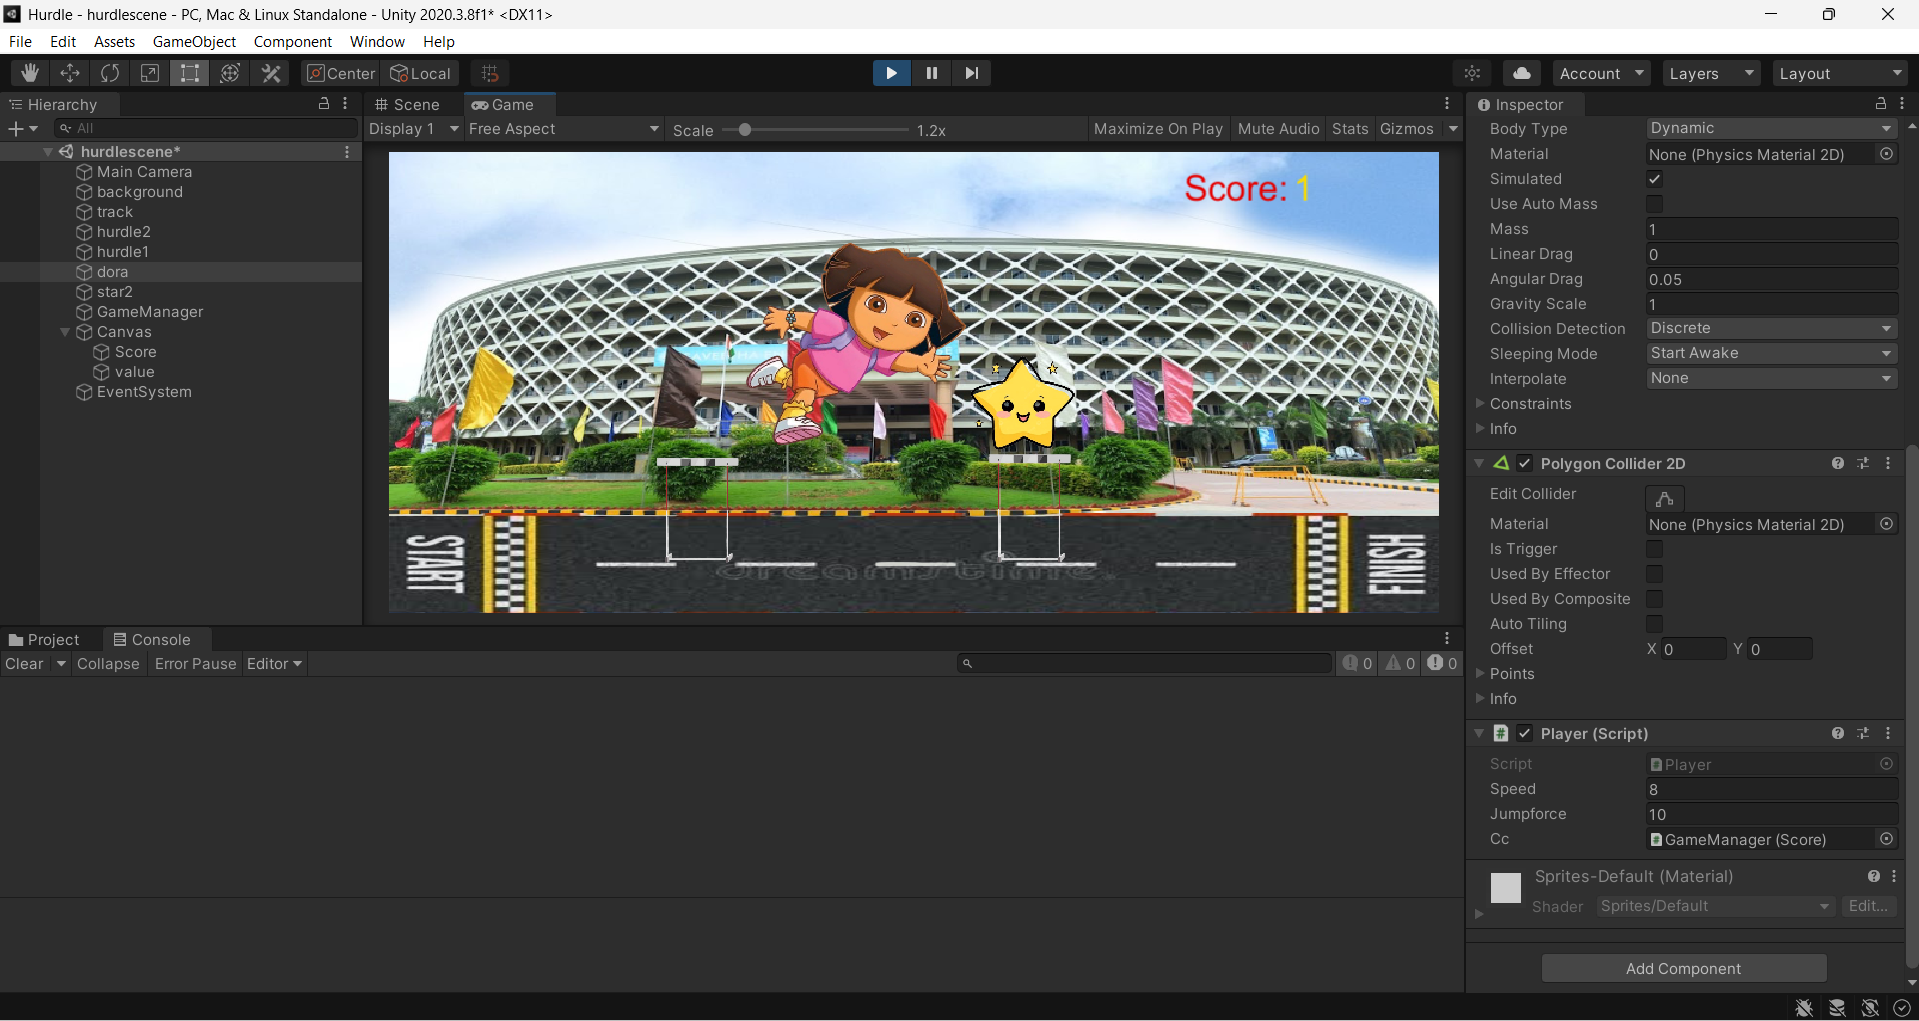 Hurdle - hurdlescene - PC, Mac & Linux Standalone - Unity 2020.3.8f1* <DX11>
File Edit Assets GameObject Component Window Help
Center Local Account Layers Layout
Hierarchy
All
hurdlescene*
Main Camera
background
track
hurdle2
hurdle1
dora
star2
GameManager
Canvas
Score
value
EventSystem
Scene Game
Display 1 Free Aspect Scale 1.2x Maximize On Play Mute Audio Stats Gizmos
Score: 1
START
FINISH
dreamstime
Project Console
Clear Collapse Error Pause Editor 0 0 0
Inspector
Body Type Dynamic
Material None (Physics Material 2D)
Simulated
Use Auto Mass
Mass 1
Linear Drag 0
Angular Drag 0.05
Gravity Scale 1
Collision Detection Discrete
Sleeping Mode Start Awake
Interpolate None
Constraints
Info
Polygon Collider 2D
Edit Collider
Material None (Physics Material 2D)
Is Trigger
Used By Effector
Used By Composite
Auto Tiling
Offset X 0 Y 0
Points
Info
Player (Script)
Script Player
Speed 8
Jumpforce 10
Cc GameManager (Score)
Sprites-Default (Material)
Shader Sprites/Default Edit...
Add Component